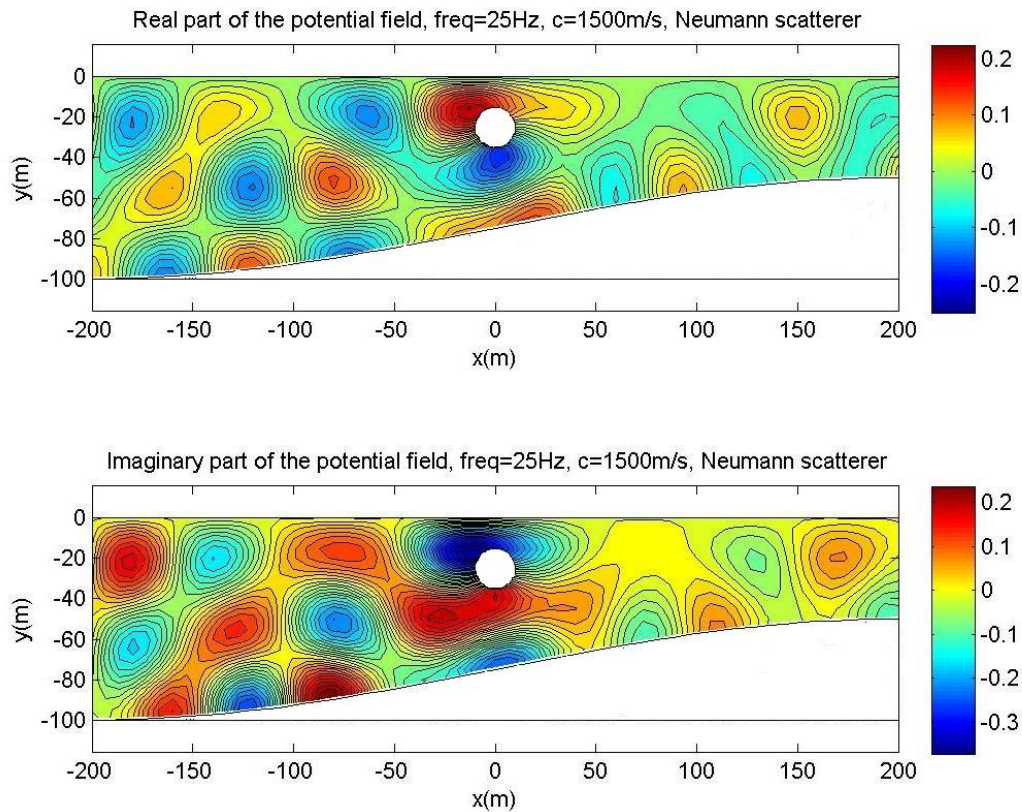 Real part of the potential field, freq=25Hz, c=1500m/s, Neumann scatterer
0
-20
-40
-60
-80
-100
y(m)
-200 -150 -100 -50 0 50 100 150 200
x(m)
0.2
0.1
0
-0.1
-0.2
Imaginary part of the potential field, freq=25Hz, c=1500m/s, Neumann scatterer
0
-20
-40
-60
-80
-100
y(m)
-200 -150 -100 -50 0 50 100 150 200
x(m)
0.2
0.1
0
-0.1
-0.2
-0.3